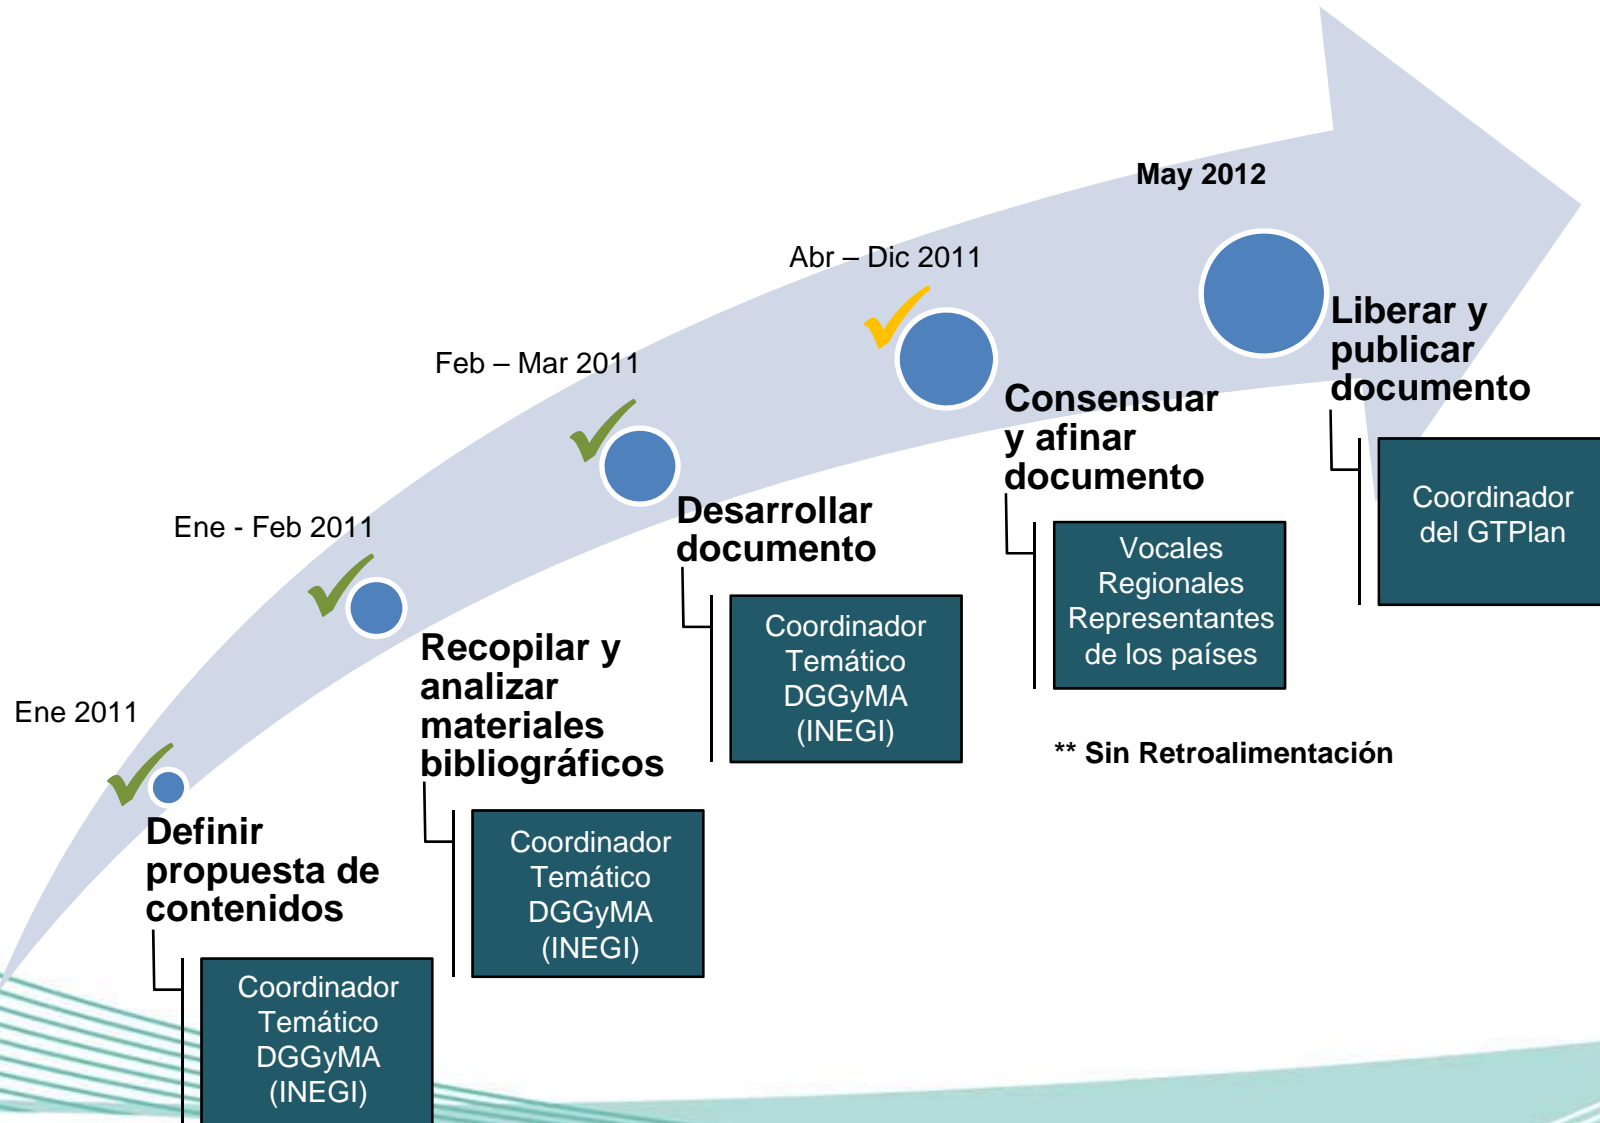 Ene 2011
Definir
propuesta de
contenidos
Coordinador
Temático
DGGyMA
(INEGI)
Ene - Feb 2011
Recopilar y
analizar
materiales
bibliográficos
Coordinador
Temático
DGGyMA
(INEGI)
Feb – Mar 2011
Desarrollar
documento
Coordinador
Temático
DGGyMA
(INEGI)
Abr – Dic 2011
Consensuar
y afinar
documento
Vocales
Regionales
Representantes
de los países
** Sin Retroalimentación
May 2012
Liberar y
publicar
documento
Coordinador
del GTPlan